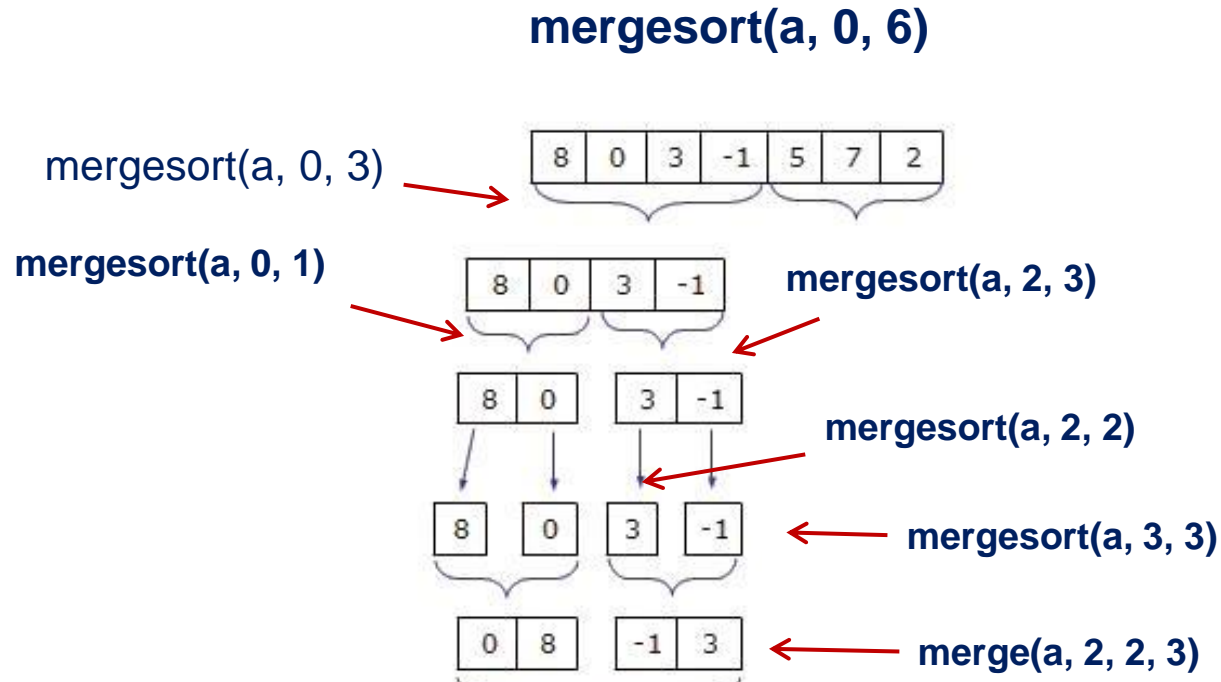 mergesort(a, 0, 6)
8 0 3 -1 5 7 2
mergesort(a, 0, 3)
mergesort(a, 0, 1)
8 0 3 -1
mergesort(a, 2, 3)
8 0 3 -1
mergesort(a, 2, 2)
8 0 3 -1
mergesort(a, 3, 3)
0 8 -1 3
merge(a, 2, 2, 3)